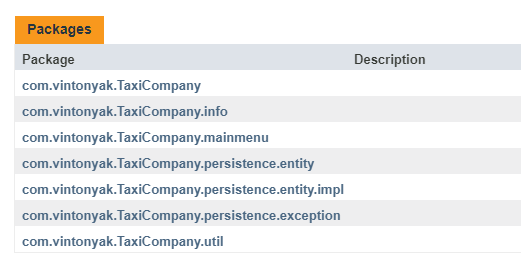 Packages
Package Description
com.vintonyak.TaxiCompany
com.vintonyak.TaxiCompany.info
com.vintonyak.TaxiCompany.mainmenu
com.vintonyak.TaxiCompany.persistence.entity
com.vintonyak.TaxiCompany.persistence.entity.impl
com.vintonyak.TaxiCompany.persistence.exception
com.vintonyak.TaxiCompany.util